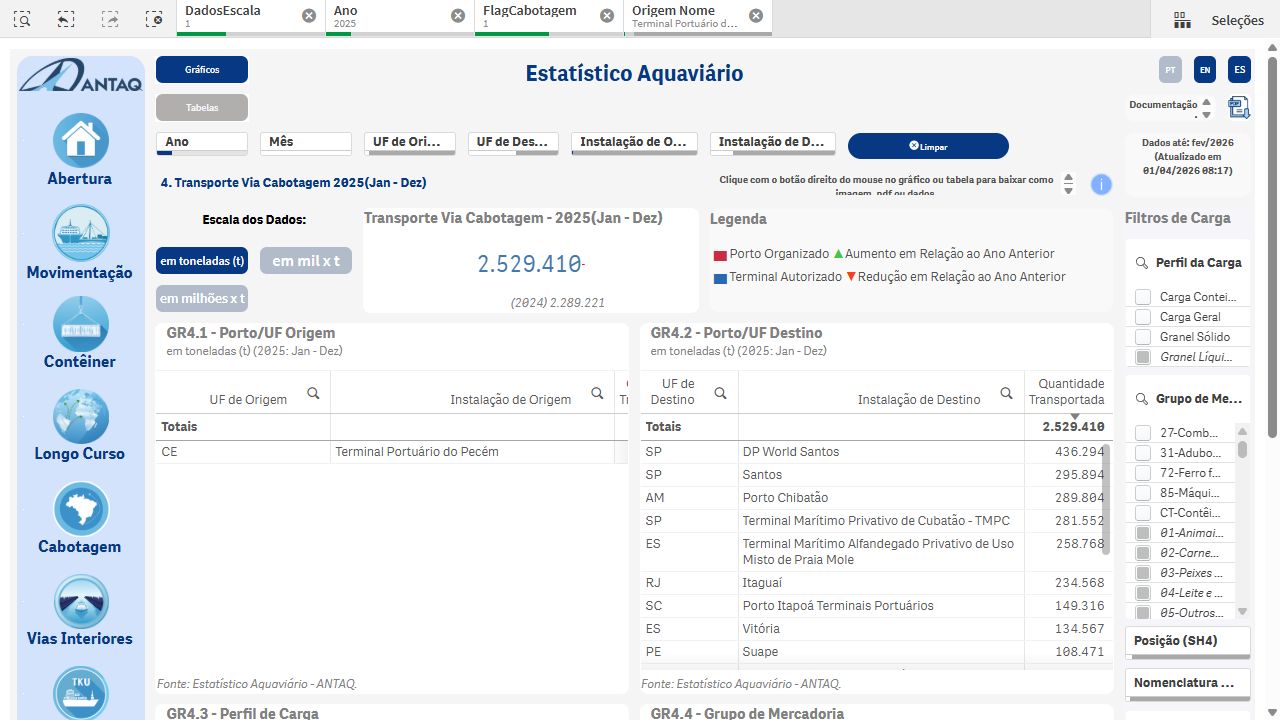 DadosEscala
1
Ano
2025
FlagCabotagem
1
Origem Nome
Terminal Portuário d...
Seleções
ANTAQ
Abertura
Movimentação
Contêiner
Longo Curso
Cabotagem
Vias Interiores
TKU
Gráficos
Tabelas
Estatístico Aquaviário
PT
EN
ES
Documentação
Ano
Mês
UF de Ori...
UF de Des...
Instalação de O...
Instalação de D...
Limpar
Dados até: fev/2026
(Atualizado em
01/04/2026 08:17)
4. Transporte Via Cabotagem 2025(Jan - Dez)
Clique com o botão direito do mouse no gráfico ou tabela para baixar como
imagem, pdf ou dados
i
Escala dos Dados:
em toneladas (t)
em mil x t
em milhões x t
Transporte Via Cabotagem - 2025(Jan - Dez)
2.529.410-
(2024) 2.289.221
Legenda
Porto Organizado ▲Aumento em Relação ao Ano Anterior
Terminal Autorizado ▼Redução em Relação ao Ano Anterior
GR4.1 - Porto/UF Origem
em toneladas (t) (2025: Jan - Dez)
UF de Origem
Instalação de Origem
Totais
CE
Terminal Portuário do Pecém
Fonte: Estatístico Aquaviário - ANTAQ.
GR4.2 - Porto/UF Destino
em toneladas (t) (2025: Jan - Dez)
UF de
Destino
Instalação de Destino
Quantidade
Transportada
Totais 2.529.410
SP DP World Santos 436.294
SP Santos 295.894
AM Porto Chibatão 289.804
SP Terminal Marítimo Privativo de Cubatão - TMPC 281.552
ES Terminal Marítimo Alfandegado Privativo de Uso
Misto de Praia Mole 258.768
RJ Itaguaí 234.568
SC Porto Itapoá Terminais Portuários 149.316
ES Vitória 134.567
PE Suape 108.471
Fonte: Estatístico Aquaviário - ANTAQ.
GR4.3 - Perfil de Carga
GR4.4 - Grupo de Mercadoria
Filtros de Carga
Perfil da Carga
Carga Contei...
Carga Geral
Granel Sólido
Granel Líqui...
Grupo de Me...
27-Comb...
31-Adubo...
72-Ferro f...
85-Máqui...
CT-Contêi...
01-Animai...
02-Carne...
03-Peixes ...
04-Leite e ...
05-Outros...
Posição (SH4)
Nomenclatura ...